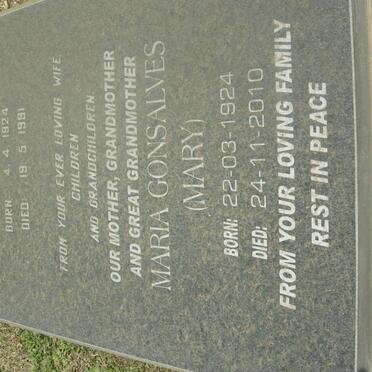 BORN 4. 4. 1924
DIED 19. 5. 1981
FROM YOUR EVER LOVING WIFE
CHILDREN
AND GRANDCHILDREN
OUR MOTHER, GRANDMOTHER
AND GREAT GRANDMOTHER
MARIA GONSALVES
(MARY)
BORN: 22-03-1924
DIED: 24-11-2010
FROM YOUR LOVING FAMILY
REST IN PEACE